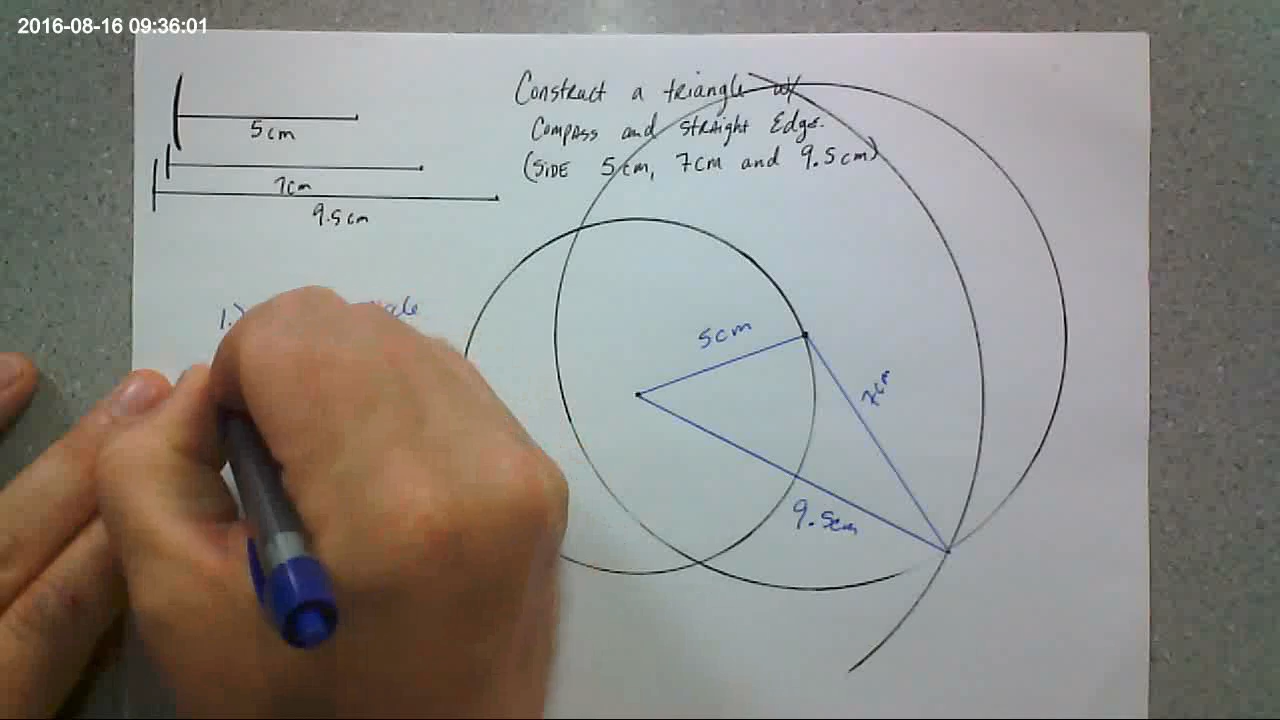 2016-08-16 09:36:01
5cm
7cm
9.5cm
Construct a triangle w/
Compass and straight Edge.
(SIDE 5cm, 7cm and 9.5cm)
1.)
5cm
7cm
9.5cm